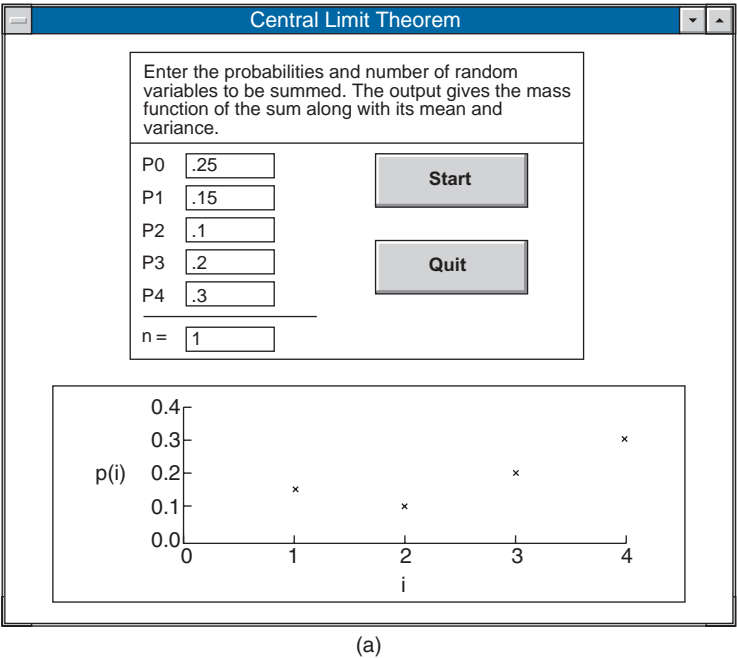 Central Limit Theorem
Enter the probabilities and number of random
variables to be summed. The output gives the mass
function of the sum along with its mean and
variance.
P0 .25
P1 .15
P2 .1
P3 .2
P4 .3
n = 1
Start
Quit
0.4
0.3
p(i) 0.2
0.1
0.0
0 1 2 3 4
i
(a)